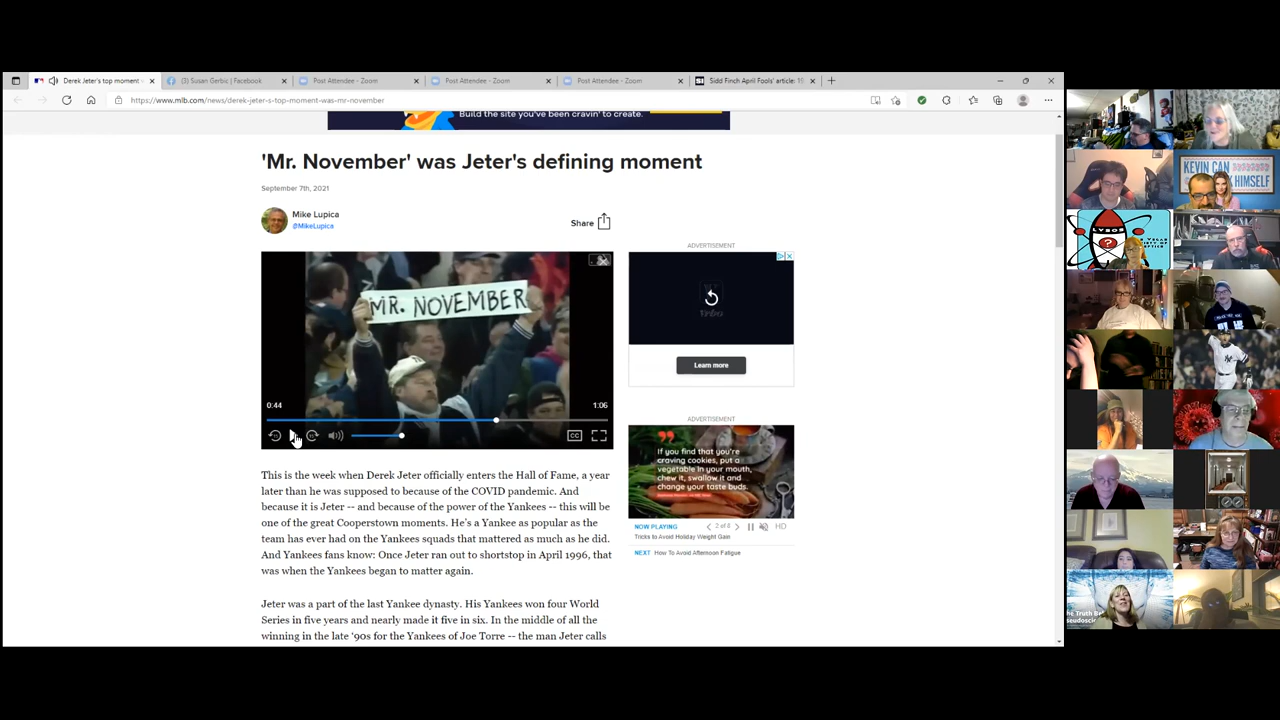 Derek Jeter's top moment
(3) Susan Gerbic | Facebook
Post Attendee - Zoom
Post Attendee - Zoom
Post Attendee - Zoom
Sidd Finch April Fools' article: 19
https://www.mlb.com/news/derek-jeter-s-top-moment-was-mr-november
Build the site you've been cravin' to create.
'Mr. November' was Jeter's defining moment
September 7th, 2021
Mike Lupica
@MikeLupica
Share
ADVERTISEMENT
MR. NOVEMBER
0:44
1:06
CC
Learn more
ADVERTISEMENT
If you find that you're
craving cookies, put a
vegetable in your mouth,
chew it, swallow it and
change your taste buds.
NOW PLAYING
2 of 6
HD
Tricks to Avoid Holiday Weight Gain
NEXT How To Avoid Afternoon Fatigue
This is the week when Derek Jeter officially enters the Hall of Fame, a year
later than he was supposed to because of the COVID pandemic. And
because it is Jeter -- and because of the power of the Yankees -- this will be
one of the great Cooperstown moments. He's a Yankee as popular as the
team has ever had on the Yankees squads that mattered as much as he did.
And Yankees fans know: Once Jeter ran out to shortstop in April 1996, that
was when the Yankees began to matter again.
Jeter was a part of the last Yankee dynasty. His Yankees won four World
Series in five years and nearly made it five in six. In the middle of all the
winning in the late '90s for the Yankees of Joe Torre -- the man Jeter calls
KEVIN CAN
HIMSELF
LVSOS